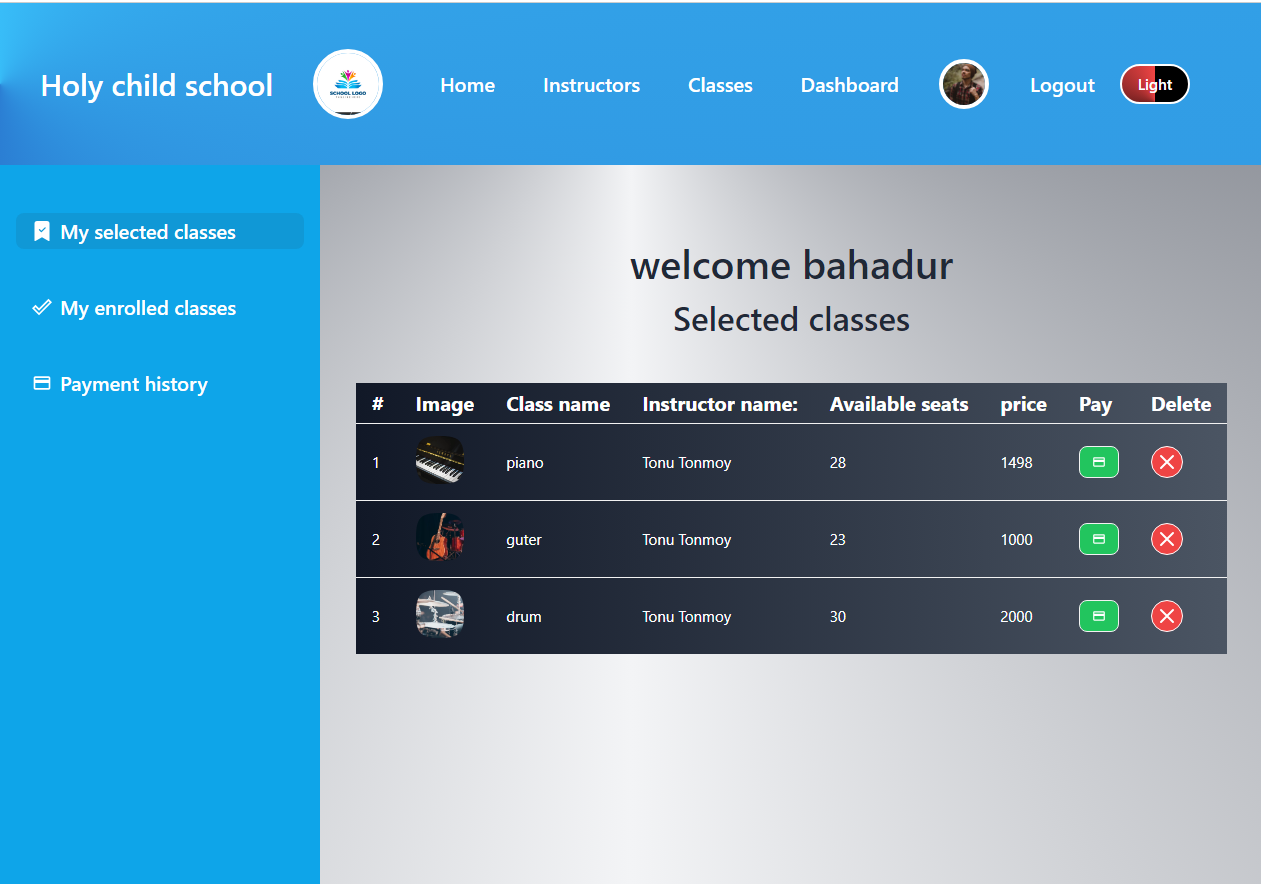 Holy child school
SCHOOL LOGO
Home
Instructors
Classes
Dashboard
Logout
Light
My selected classes
My enrolled classes
Payment history
welcome bahadur
Selected classes
# Image Class name Instructor name: Available seats price Pay Delete
1 piano Tonu Tonmoy 28 1498
2 guter Tonu Tonmoy 23 1000
3 drum Tonu Tonmoy 30 2000